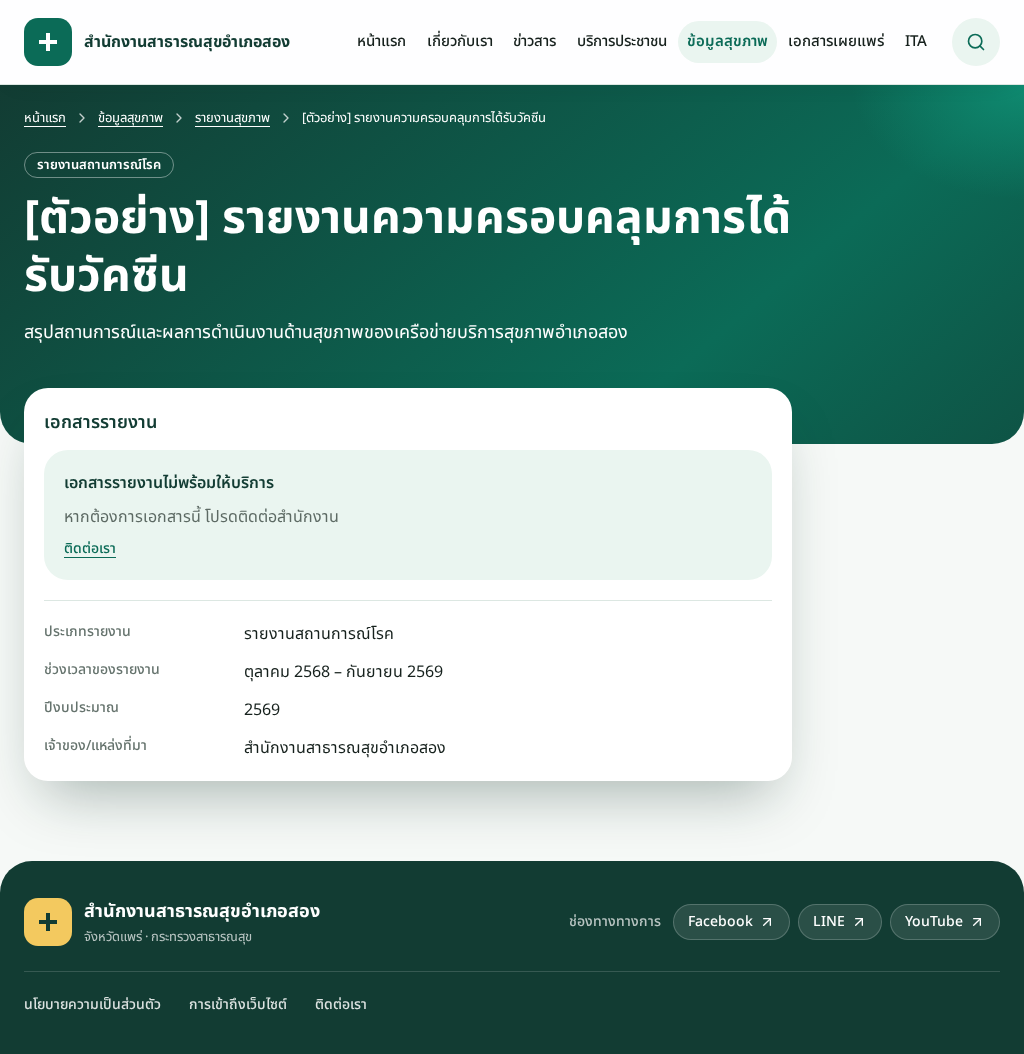 สำนักงานสาธารณสุขอำเภอสอง
หน้าแรก
เกี่ยวกับเรา
ข่าวสาร
บริการประชาชน
ข้อมูลสุขภาพ
เอกสารเผยแพร่
ITA
หน้าแรก > ข้อมูลสุขภาพ > รายงานสุขภาพ > [ตัวอย่าง] รายงานความครอบคลุมการได้รับวัคซีน
รายงานสถานการณ์โรค
[ตัวอย่าง] รายงานความครอบคลุมการได้
รับวัคซีน
สรุปสถานการณ์และผลการดำเนินงานด้านสุขภาพของเครือข่ายบริการสุขภาพอำเภอสอง
เอกสารรายงาน
เอกสารรายงานไม่พร้อมให้บริการ
หากต้องการเอกสารนี้ โปรดติดต่อสำนักงาน
ติดต่อเรา
ประเภทรายงาน รายงานสถานการณ์โรค
ช่วงเวลาของรายงาน ตุลาคม 2568 – กันยายน 2569
ปีงบประมาณ 2569
เจ้าของ/แหล่งที่มา สำนักงานสาธารณสุขอำเภอสอง
สำนักงานสาธารณสุขอำเภอสอง
จังหวัดแพร่ · กระทรวงสาธารณสุข
ช่องทางทางการ
Facebook
LINE
YouTube
นโยบายความเป็นส่วนตัว
การเข้าถึงเว็บไซต์
ติดต่อเรา